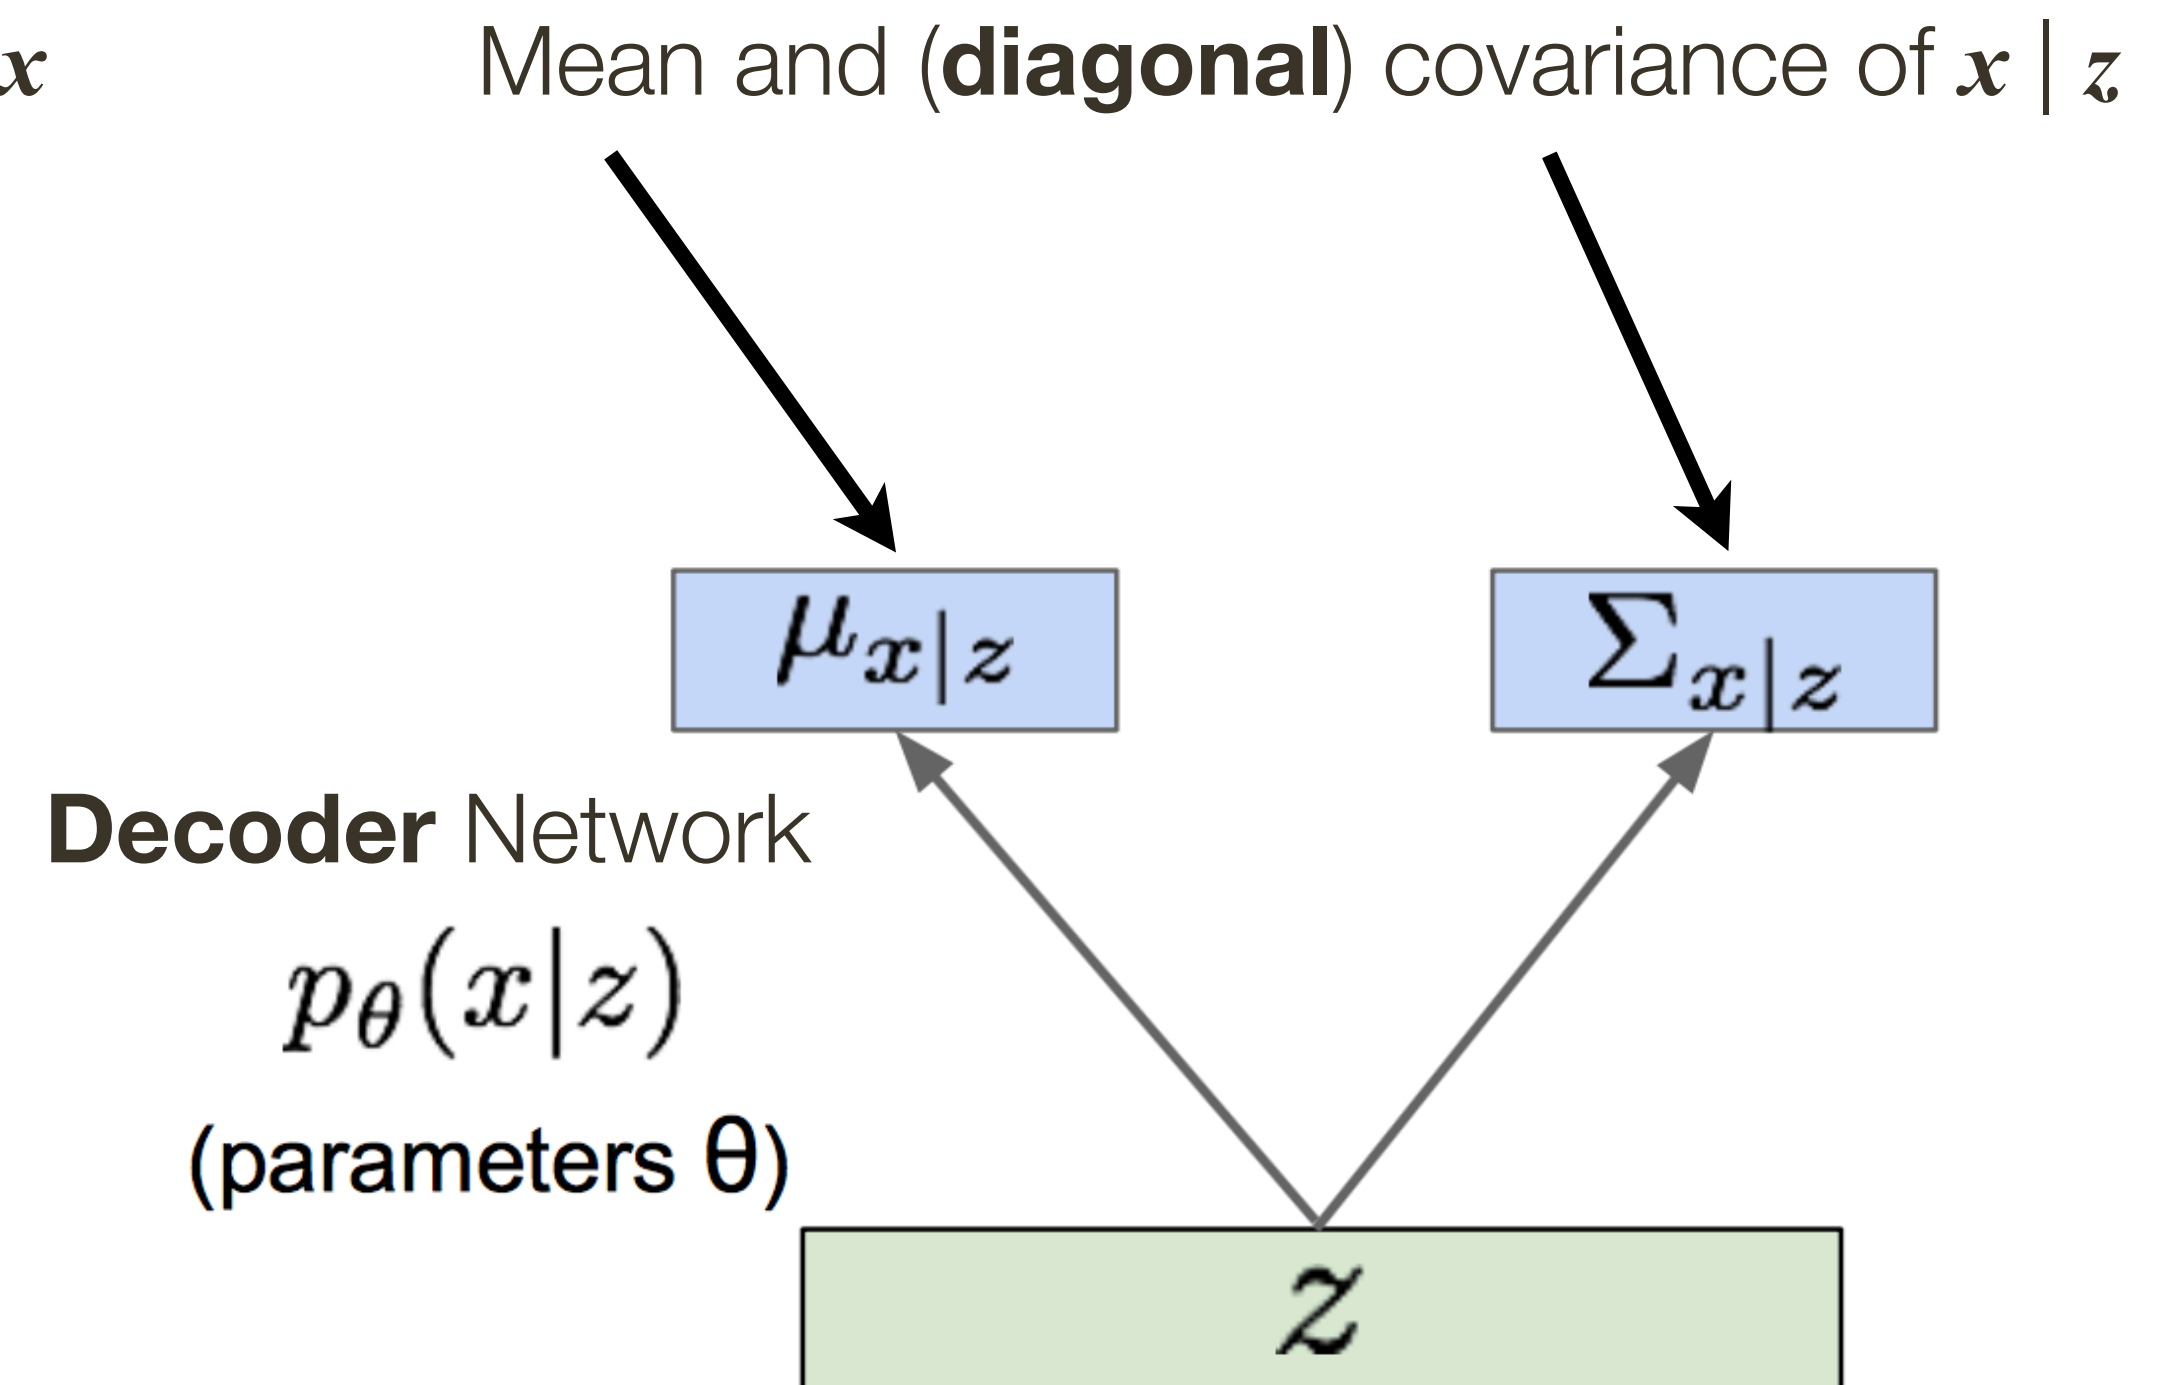 x Mean and (diagonal) covariance of x | z
μx|z Σx|z
Decoder Network
pθ(x|z)
(parameters θ)
z